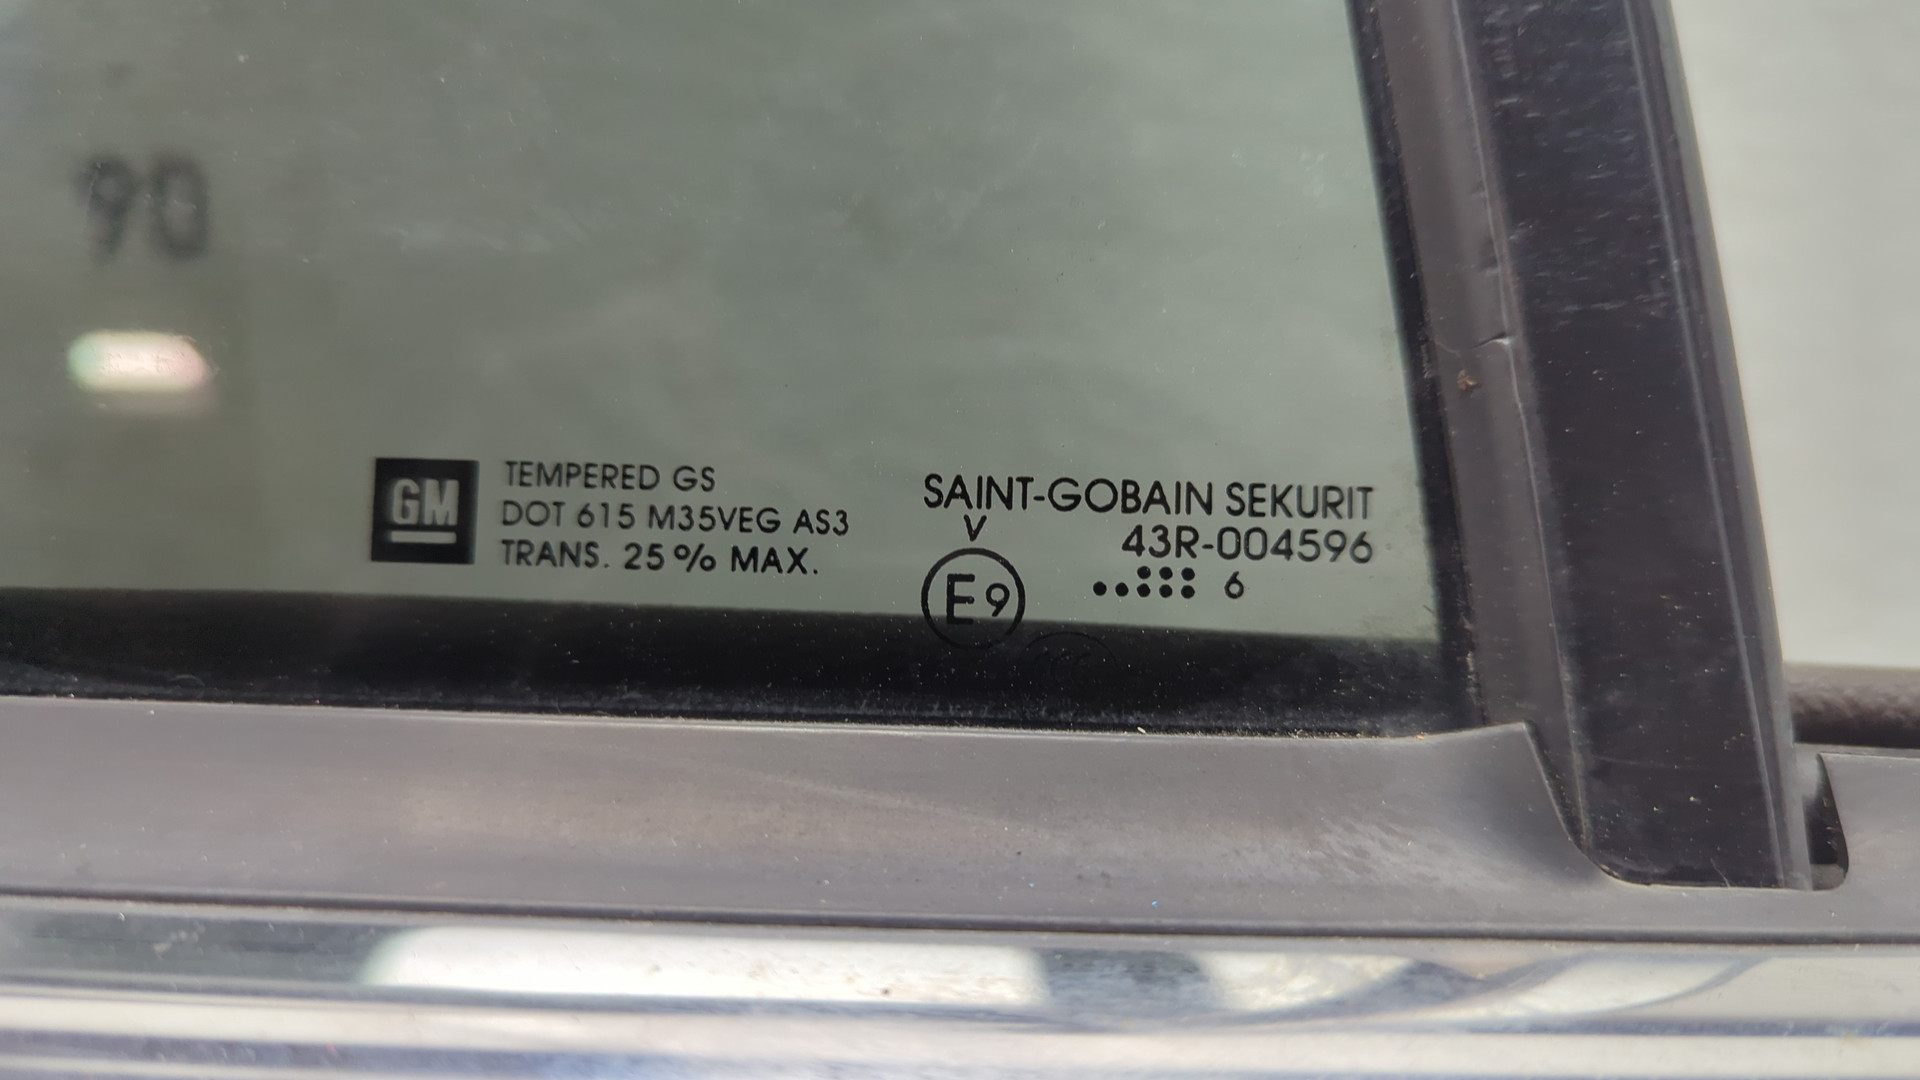 90
GM
TEMPERED GS
DOT 615 M35VEG AS3
TRANS. 25% MAX.
SAINT-GOBAIN SEKURIT
V
43R-004596
E9
6